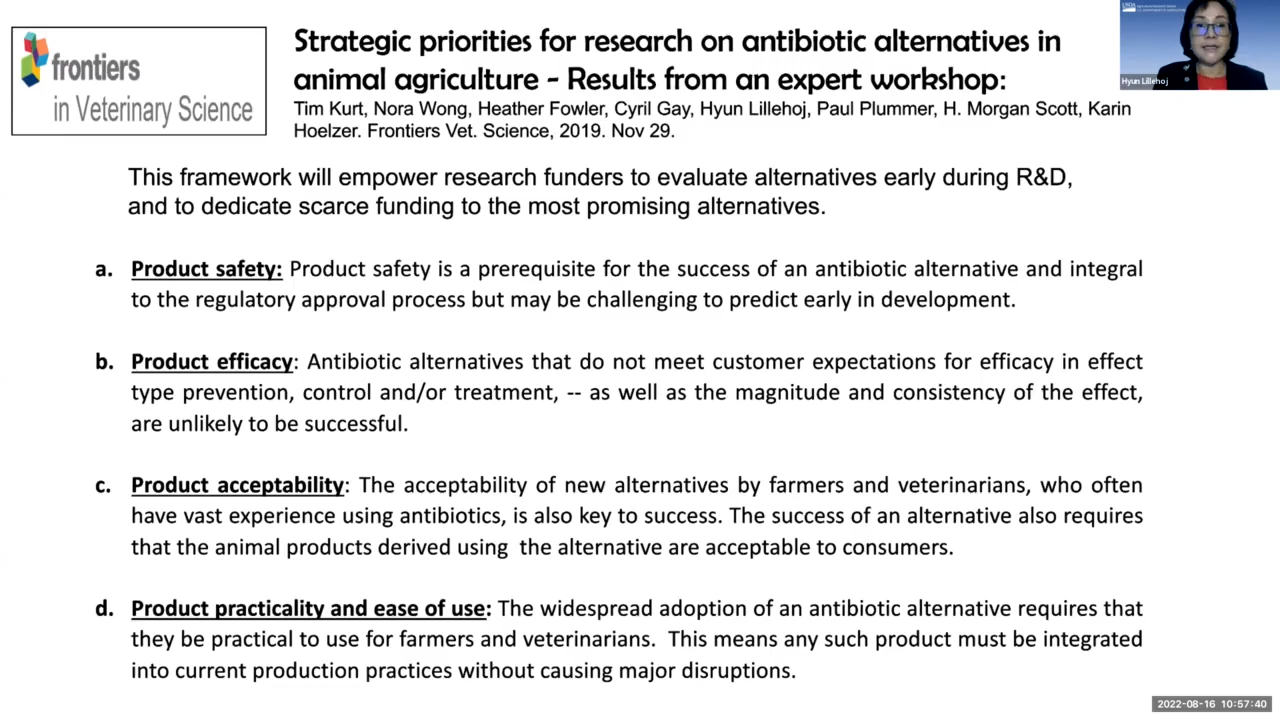 frontiers
in Veterinary Science
Strategic priorities for research on antibiotic alternatives in
animal agriculture - Results from an expert workshop:
Tim Kurt, Nora Wong, Heather Fowler, Cyril Gay, Hyun Lillehoj, Paul Plummer, H. Morgan Scott, Karin
Hoelzer. Frontiers Vet. Science, 2019. Nov 29.
USDA
Hyun Lillehoj
This framework will empower research funders to evaluate alternatives early during R&D,
and to dedicate scarce funding to the most promising alternatives.
a. Product safety: Product safety is a prerequisite for the success of an antibiotic alternative and integral
to the regulatory approval process but may be challenging to predict early in development.
b. Product efficacy: Antibiotic alternatives that do not meet customer expectations for efficacy in effect
type prevention, control and/or treatment, -- as well as the magnitude and consistency of the effect,
are unlikely to be successful.
c. Product acceptability: The acceptability of new alternatives by farmers and veterinarians, who often
have vast experience using antibiotics, is also key to success. The success of an alternative also requires
that the animal products derived using the alternative are acceptable to consumers.
d. Product practicality and ease of use: The widespread adoption of an antibiotic alternative requires that
they be practical to use for farmers and veterinarians. This means any such product must be integrated
into current production practices without causing major disruptions.
2022-08-16 10:57:40